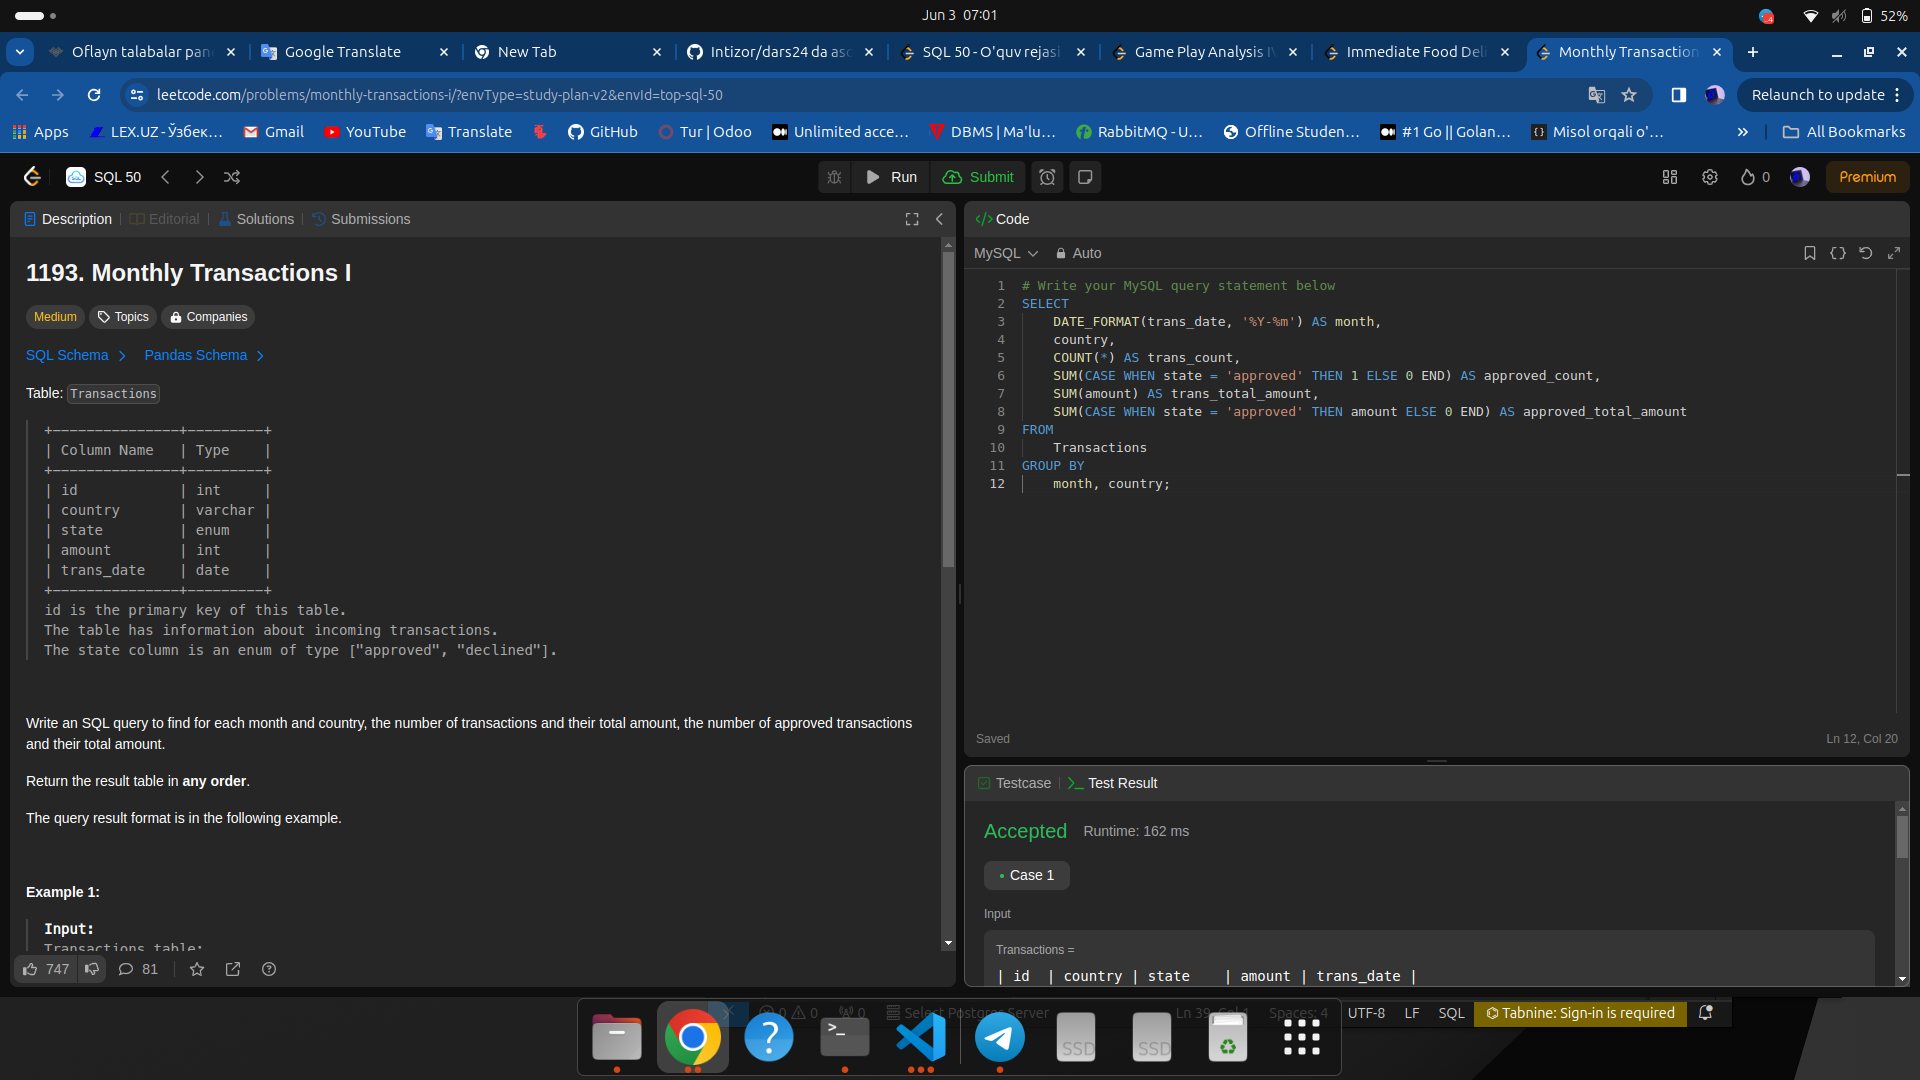 Jun 3 07:01
52%
Oflayn talabalar pan
Google Translate
New Tab
Intizor/dars24 da aso
SQL 50 - O'quv rejasi
Game Play Analysis IV
Immediate Food Deli
Monthly Transaction
leetcode.com/problems/monthly-transactions-i/?envType=study-plan-v2&envId=top-sql-50
Relaunch to update
Apps
LEX.UZ - Ўзбек...
Gmail
YouTube
Translate
GitHub
Tur | Odoo
Unlimited acce...
DBMS | Ma'lu...
RabbitMQ - U...
Offline Studen...
#1 Go || Golan...
Misol orqali o'...
All Bookmarks
SQL 50
Run
Submit
0
Premium
Description
Editorial
Solutions
Submissions
1193. Monthly Transactions I
Medium
Topics
Companies
SQL Schema
Pandas Schema
Table: Transactions
+---------------+---------+
| Column Name   | Type    |
+---------------+---------+
| id            | int     |
| country       | varchar |
| state         | enum    |
| amount        | int     |
| trans_date    | date    |
+---------------+---------+
id is the primary key of this table.
The table has information about incoming transactions.
The state column is an enum of type ["approved", "declined"].
Write an SQL query to find for each month and country, the number of transactions and their total amount, the number of approved transactions
and their total amount.
Return the result table in any order.
The query result format is in the following example.
Example 1:
Input:
Transactions table:
747
81
Code
MySQL
Auto
1 # Write your MySQL query statement below
2 SELECT
3     DATE_FORMAT(trans_date, '%Y-%m') AS month,
4     country,
5     COUNT(*) AS trans_count,
6     SUM(CASE WHEN state = 'approved' THEN 1 ELSE 0 END) AS approved_count,
7     SUM(amount) AS trans_total_amount,
8     SUM(CASE WHEN state = 'approved' THEN amount ELSE 0 END) AS approved_total_amount
9 FROM
10     Transactions
11 GROUP BY
12     month, country;
Saved
Ln 12, Col 20
Testcase
Test Result
Accepted
Runtime: 162 ms
Case 1
Input
Transactions =
| id  | country | state    | amount | trans_date |
0
0
0
Select Postgres Server
Spaces: 4
UTF-8
LF
SQL
Tabnine: Sign-in is required
SSD
SSD